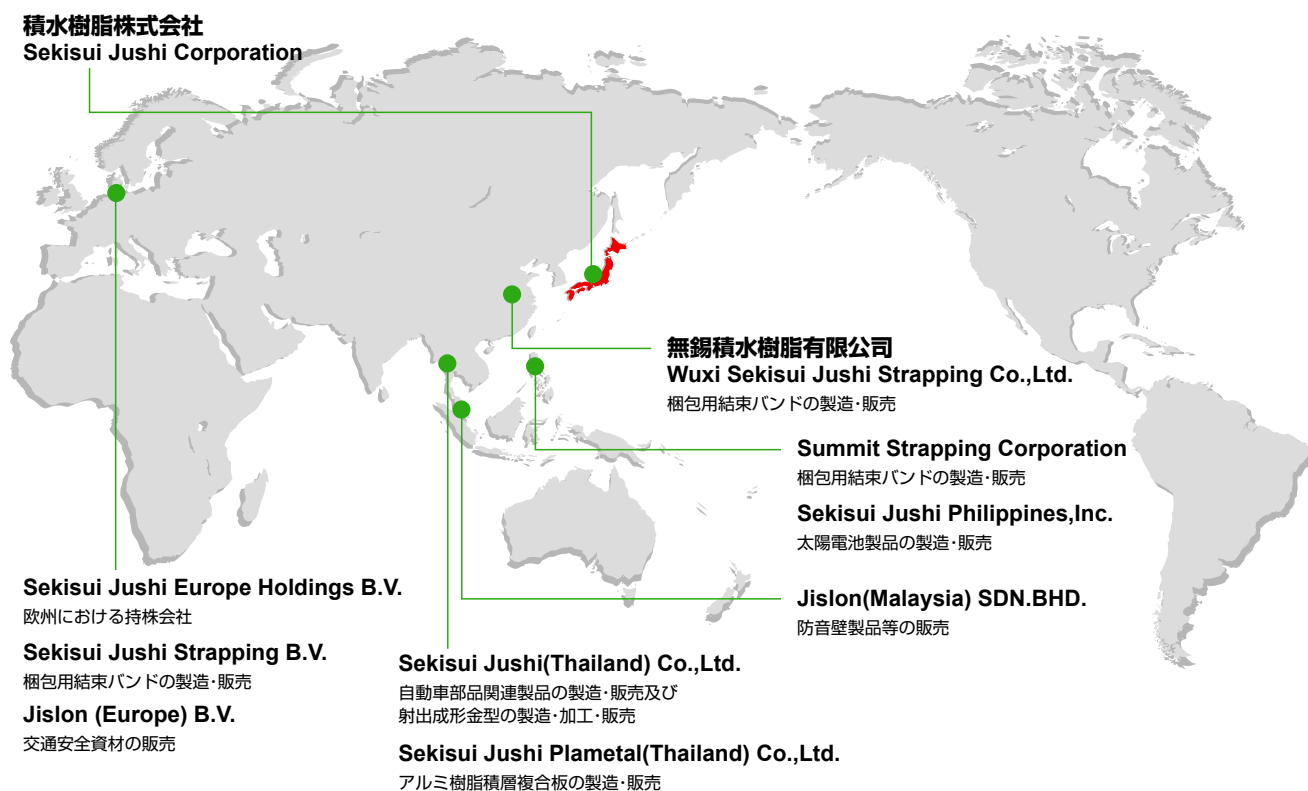 積水樹脂株式会社
Sekisui Jushi Corporation
無錫積水樹脂有限公司
Wuxi Sekisui Jushi Strapping Co.,Ltd.
梱包用結束バンドの製造･販売
Summit Strapping Corporation
梱包用結束バンドの製造･販売
Sekisui Jushi Philippines,Inc.
太陽電池製品の製造･販売
Jislon(Malaysia) SDN.BHD.
防音壁製品等の販売
Sekisui Jushi Europe Holdings B.V.
欧州における持株会社
Sekisui Jushi Strapping B.V.
梱包用結束バンドの製造･販売
Jislon (Europe) B.V.
交通安全資材の販売
Sekisui Jushi(Thailand) Co.,Ltd.
自動車部品関連製品の製造･販売及び
射出成形金型の製造･加工･販売
Sekisui Jushi Plametal(Thailand) Co.,Ltd.
アルミ樹脂積層複合板の製造･販売